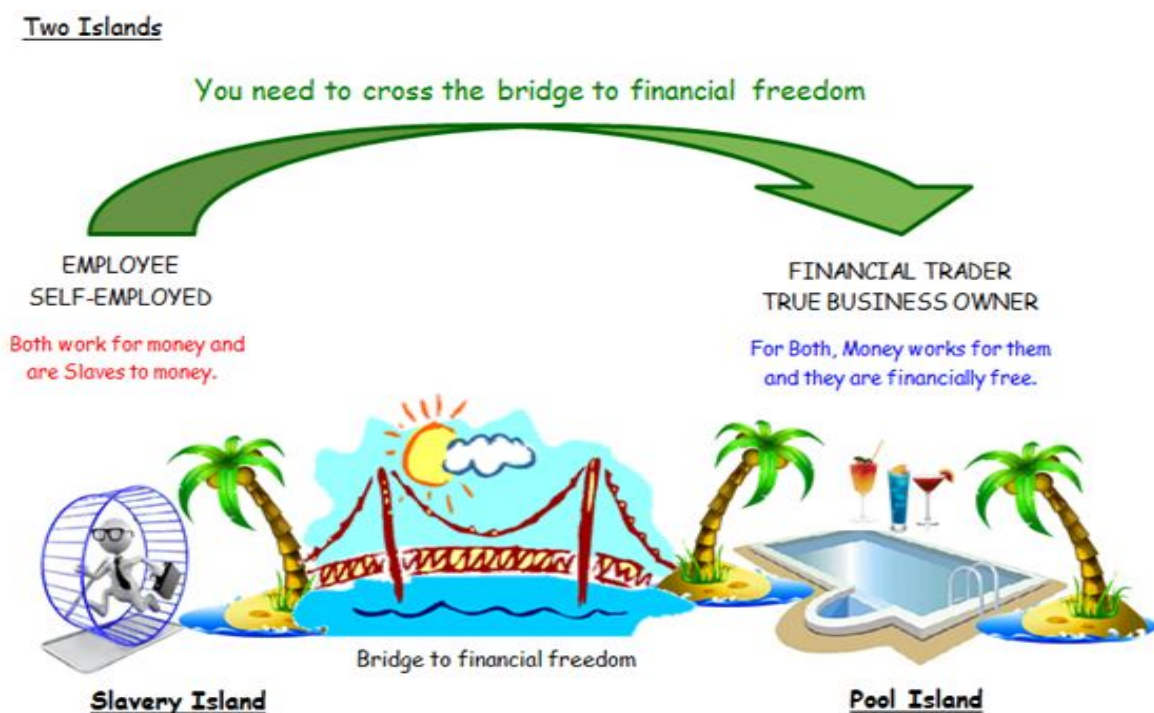 Two Islands
You need to cross the bridge to financial freedom
EMPLOYEE
SELF-EMPLOYED
Both work for money and
are Slaves to money.
FINANCIAL TRADER
TRUE BUSINESS OWNER
For Both, Money works for them
and they are financially free.
Bridge to financial freedom
Slavery Island
Pool Island